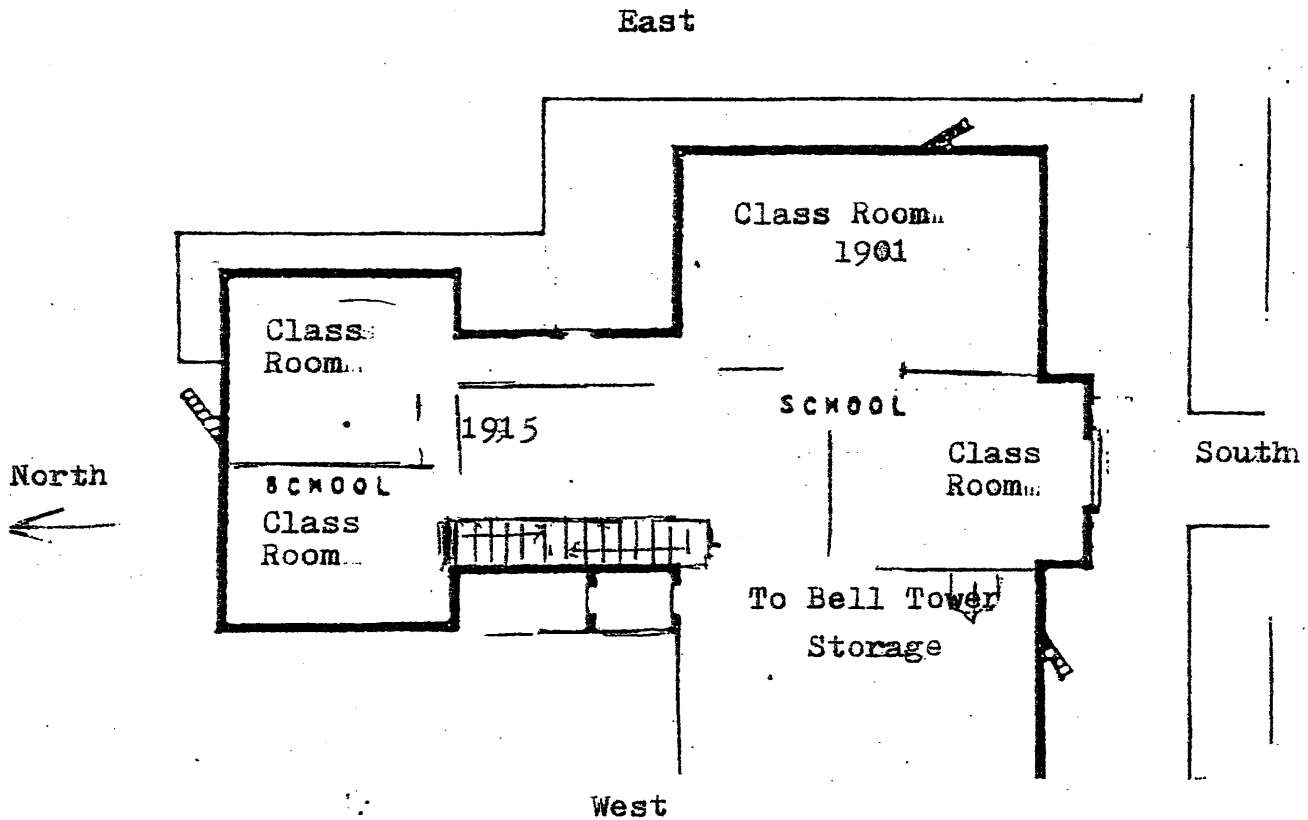 East
Class Room
1901
Class
Room
SCHOOL
1915
Class
Room
North
South
SCHOOL
Class
Room
To Bell Tower
Storage
West